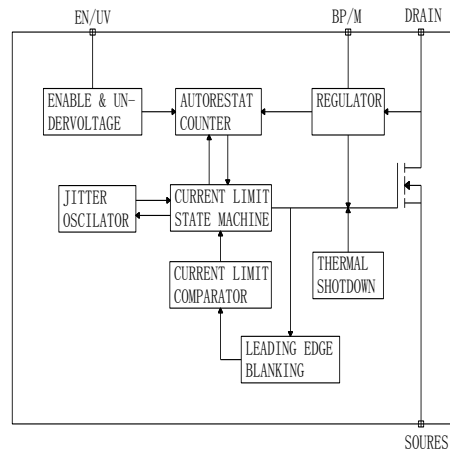 EN/UV
BP/M
DRAIN
ENABLE & UN-
DERVOLTAGE
AUTORESTAT
COUNTER
REGULATOR
JITTER
OSCILATOR
CURRENT LIMIT
STATE MACHINE
CURRENT LIMIT
COMPARATOR
THERMAL
SHOTDOWN
LEADING EDGE
BLANKING
SOURES